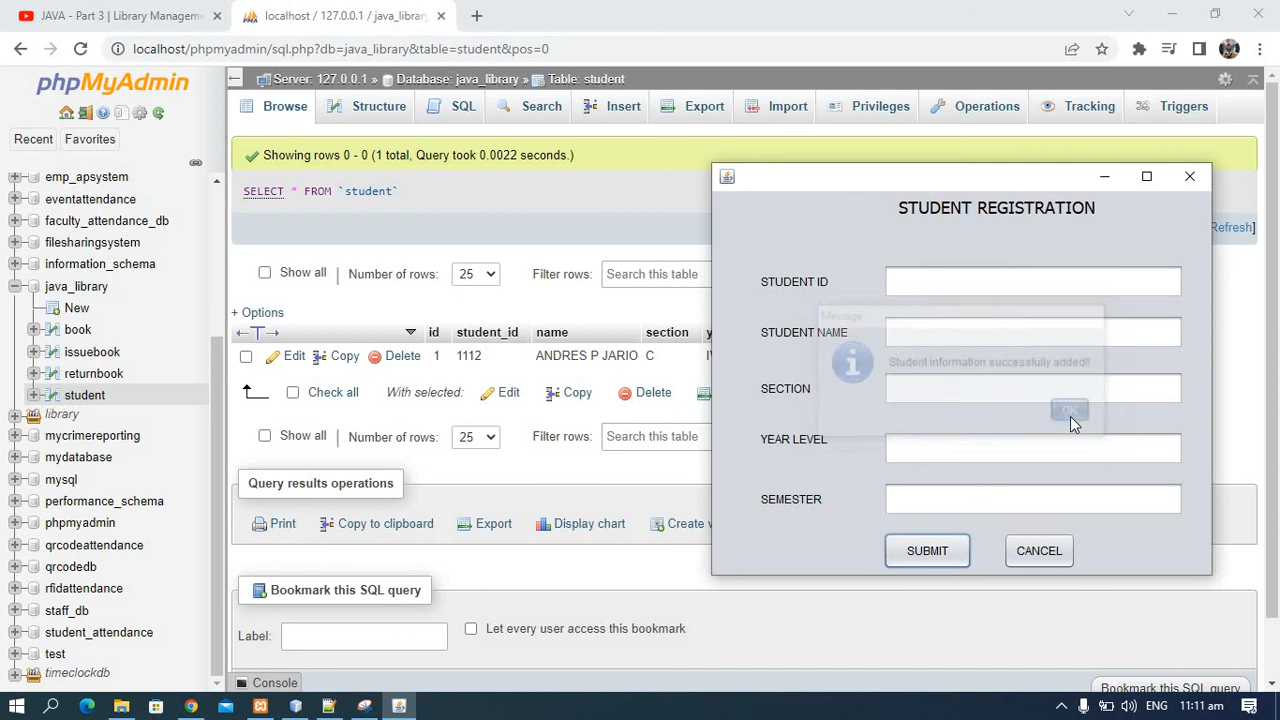 JAVA - Part 3 | Library Manageme
localhost / 127.0.0.1 / java_library
localhost/phpmyadmin/sql.php?db=java_library&table=student&pos=0
phpMyAdmin
Recent
Favorites
emp_apsystem
eventattendance
faculty_attendance_db
filesharingsystem
information_schema
java_library
New
book
issuebook
returnbook
student
library
mycrimereporting
mydatabase
mysql
performance_schema
phpmyadmin
qrcodeattendance
qrcodedb
rfidattendance
staff_db
student_attendance
test
timeclockdb
Server: 127.0.0.1 » Database: java_library » Table: student
Browse Structure SQL Search Insert Export Import Privileges Operations Tracking Triggers
Showing rows 0 - 0 (1 total, Query took 0.0022 seconds.)
SELECT * FROM `student`
Refresh]
Show all | Number of rows: 25 Filter rows: Search this table
+ Options
←T→ id student_id name section y
Edit Copy Delete 1 1112 ANDRES P JARIO C IV
Check all With selected: Edit Copy Delete
Show all | Number of rows: 25 Filter rows: Search this table
Query results operations
Print Copy to clipboard Export Display chart Create v
Bookmark this SQL query
Label: Let every user access this bookmark
Console
Bookmark this SQL query
STUDENT REGISTRATION
STUDENT ID
STUDENT NAME
SECTION
YEAR LEVEL
SEMESTER
SUBMIT CANCEL
Message
Student information successfully added!
OK
ENG 11:11 am